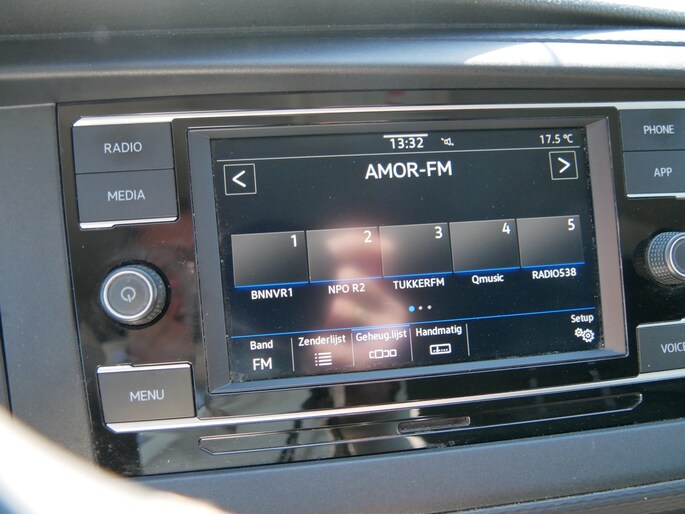 RADIO
MEDIA
MENU
13:32
17.5 °C
<
AMOR-FM
>
1 2 3 4 5
BNNVR1 NPO R2 TUKKERFM Qmusic RADIO538
Band Zenderlijst Geheug.lijst Handmatig Setup
FM
PHONE
APP
VOICE